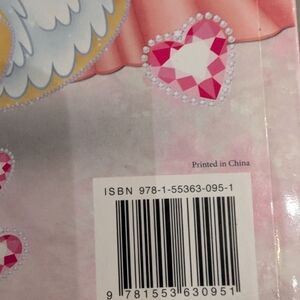 Printed in China
ISBN 978-1-55363-095-1
9 781553 630951